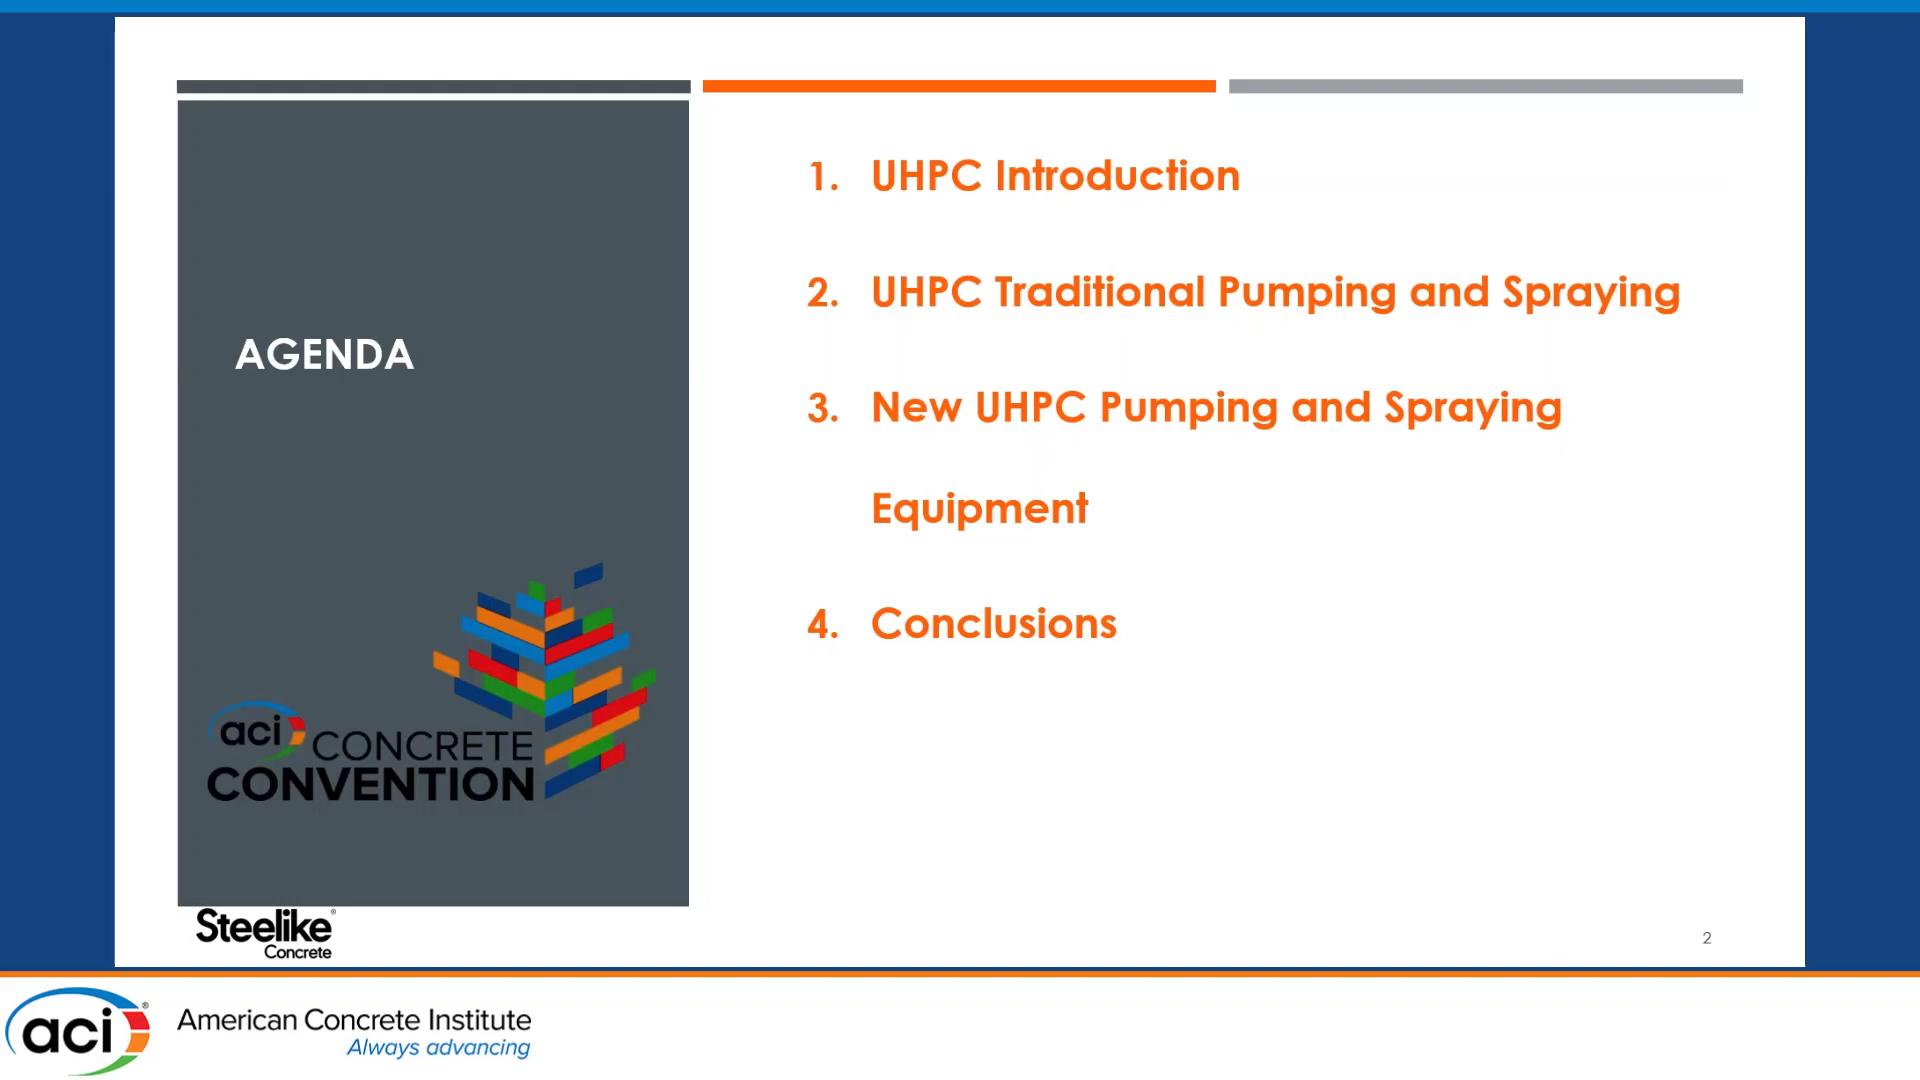 AGENDA
1. UHPC Introduction
2. UHPC Traditional Pumping and Spraying
3. New UHPC Pumping and Spraying
Equipment
4. Conclusions
aci CONCRETE
CONVENTION
Steelike®
Concrete
2
aci® American Concrete Institute
Always advancing